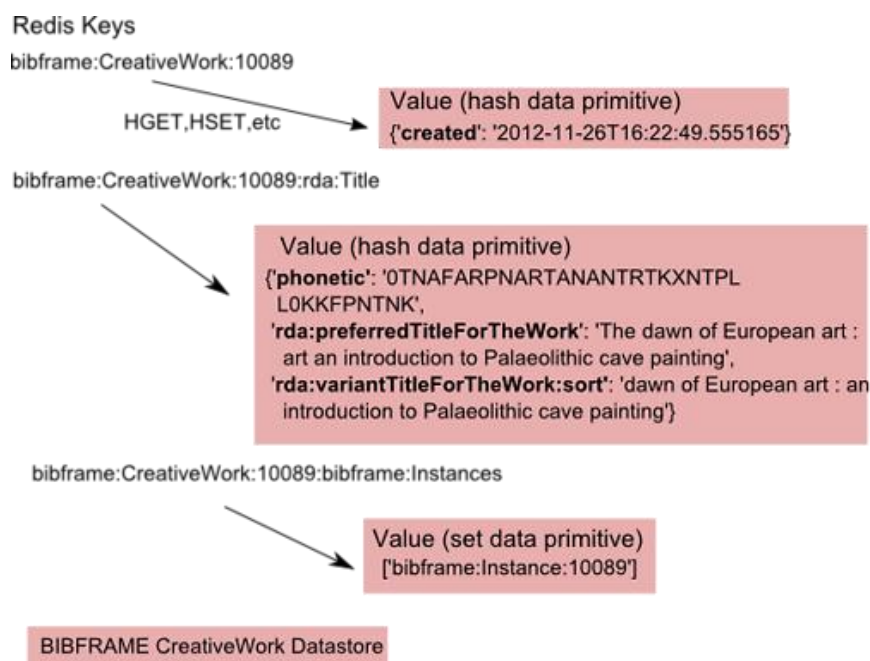 Redis Keys
bibframe:CreativeWork:10089
HGET,HSET,etc
Value (hash data primitive)
{'created': '2012-11-26T16:22:49.555165'}
bibframe:CreativeWork:10089:rda:Title
Value (hash data primitive)
{'phonetic': '0TNAFARPNARTANANTRTKXNTPL
L0KKFPNTNK',
'rda:preferredTitleForTheWork': 'The dawn of European art :
art an introduction to Palaeolithic cave painting',
'rda:variantTitleForTheWork:sort': 'dawn of European art : an
introduction to Palaeolithic cave painting'}
bibframe:CreativeWork:10089:bibframe:Instances
Value (set data primitive)
['bibframe:Instance:10089']
BIBFRAME CreativeWork Datastore